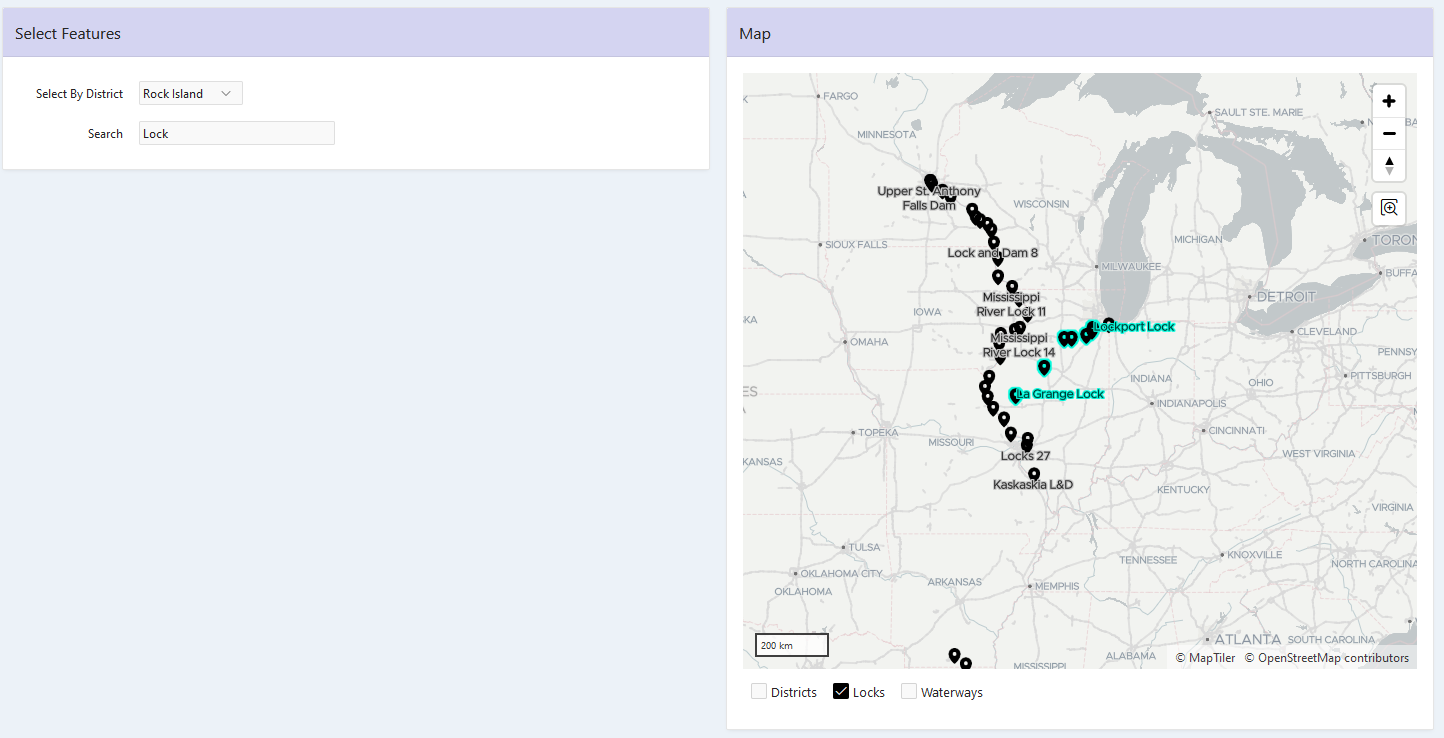 Select Features
Select By District
Rock Island
Search
Lock
Map
FARGO
SAULT STE. MARIE
MINNESOTA
Upper St. Anthony
Falls Dam
WISCONSIN
SIOUX FALLS
MICHIGAN
TORON
Lock and Dam 8
MILWAUKEE
BUFFA
Mississippi
River Lock 11
DETROIT
IOWA
KA
Lockport Lock
CLEVELAND
OMAHA
Mississippi
River Lock 14
PENNSY
INDIANA
OHIO
PITTSBURGH
ES
La Grange Lock
INDIANAPOLIS
TOPEKA
CINCINNATI
MISSOURI
Locks 27
WEST VIRGINIA
KANSAS
Kaskaskia L&D
KENTUCKY
VIRGINIA
TULSA
KNOXVILLE
TENNESSEE
NORTH CAROLINA
OKLAHOMA CITY
ARKANSAS
MEMPHIS
OKLAHOMA
ATLANTA
SOUTH CAROLINA
200 km
ALABAMA
MISSISSIPPI
© MapTiler © OpenStreetMap contributors
Districts
Locks
Waterways